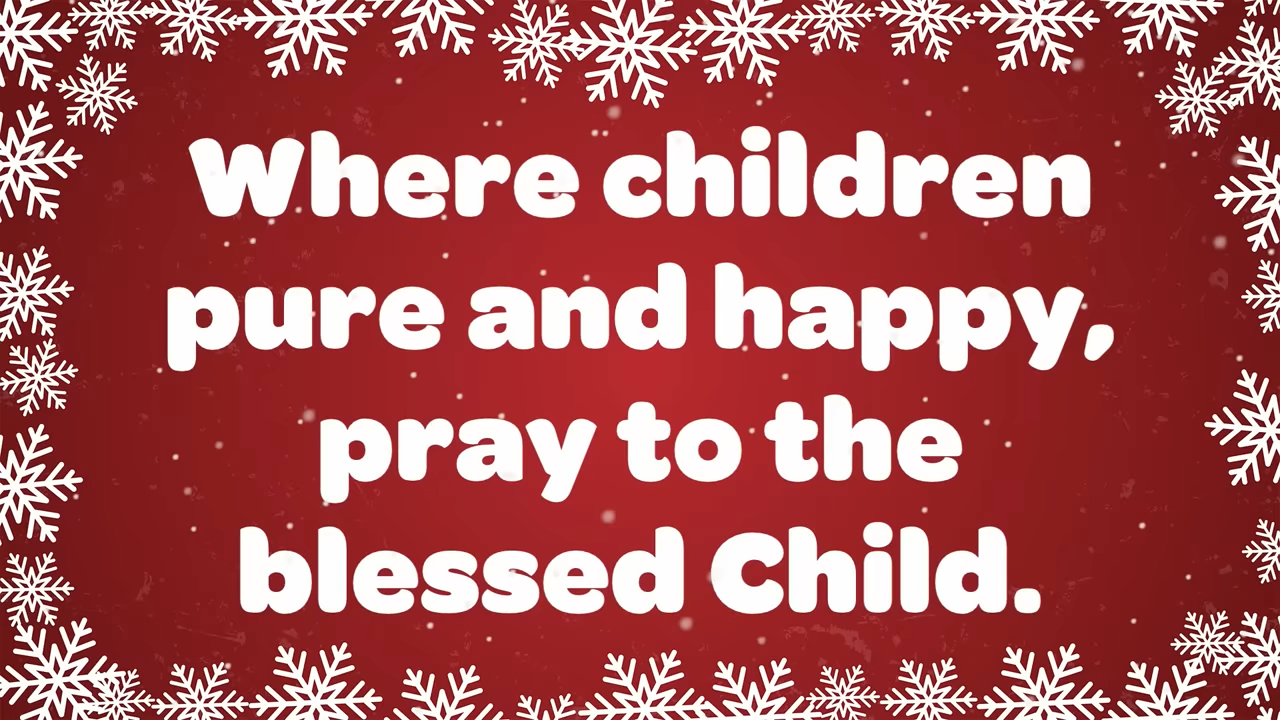 Where children
pure and happy,
pray to the
blessed Child.